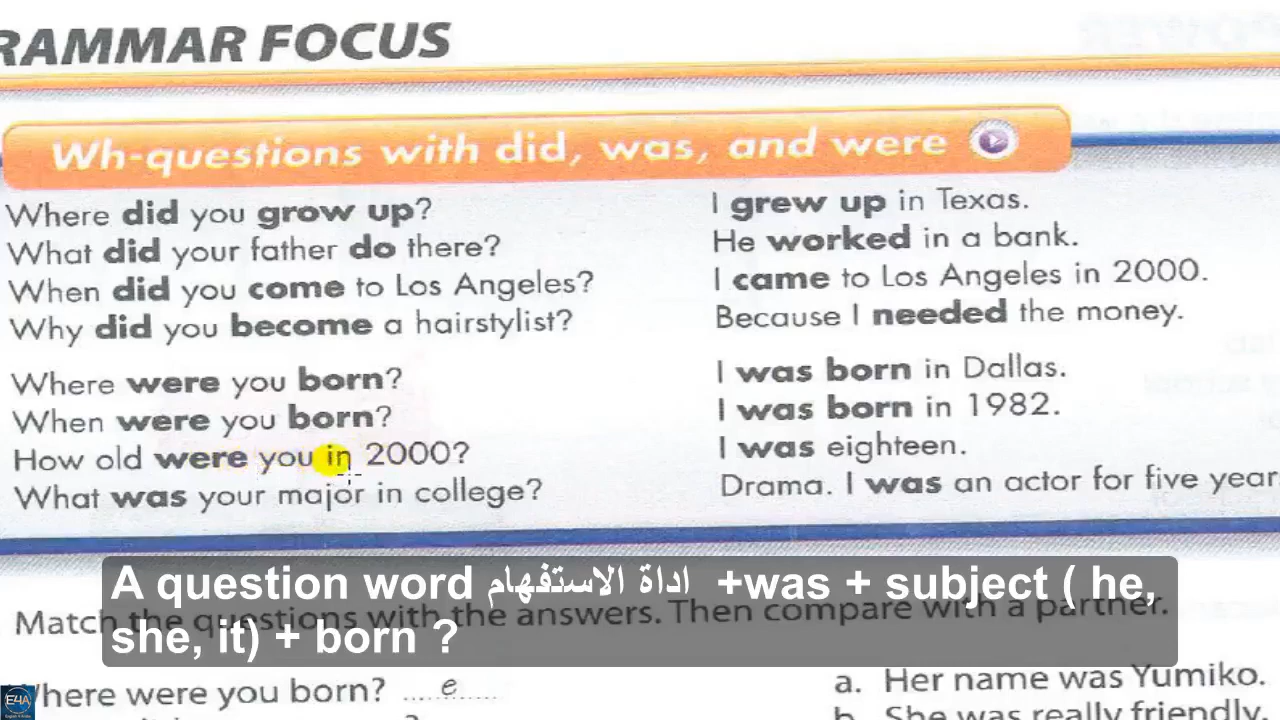 RAMMAR FOCUS
Wh-questions with did, was, and were
Where did you grow up?
I grew up in Texas.
What did your father do there?
He worked in a bank.
When did you come to Los Angeles?
I came to Los Angeles in 2000.
Why did you become a hairstylist?
Because I needed the money.
Where were you born?
I was born in Dallas.
When were you born?
I was born in 1982.
How old were you in 2000?
I was eighteen.
What was your major in college?
Drama. I was an actor for five year
A question word اداة الاستفهام +was + subject ( he,
she, it) + born ?
Match the questions with the answers. Then compare with a partner.
here were you born? e
a. Her name was Yumiko.
b. She was really friendly.
E4A